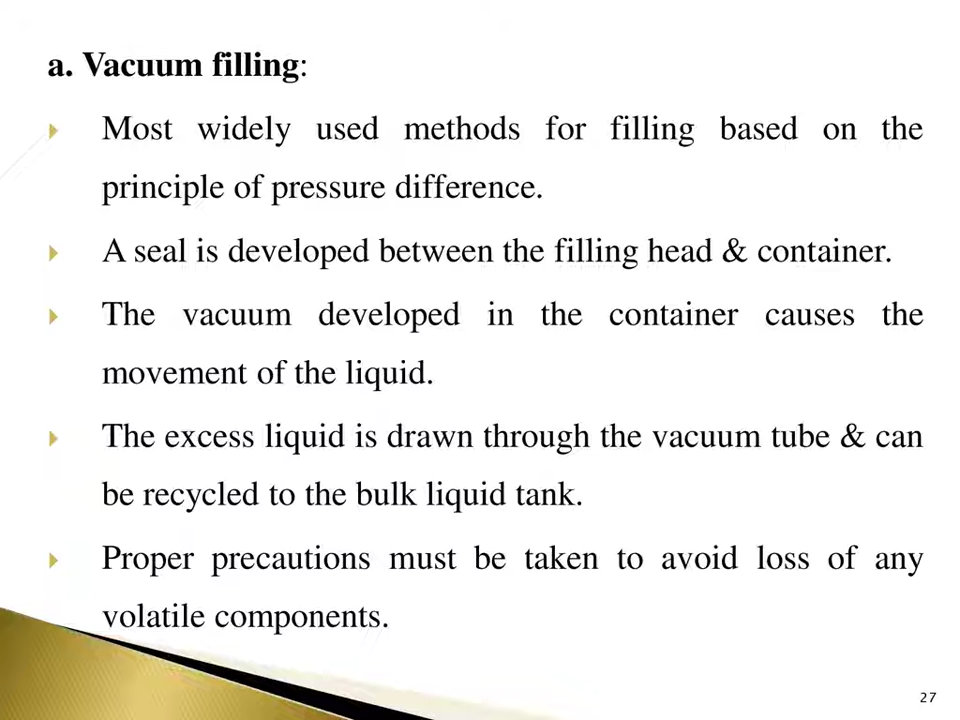 a. Vacuum filling:
Most widely used methods for filling based on the
principle of pressure difference.
A seal is developed between the filling head & container.
The vacuum developed in the container causes the
movement of the liquid.
The excess liquid is drawn through the vacuum tube & can
be recycled to the bulk liquid tank.
Proper precautions must be taken to avoid loss of any
volatile components.
27